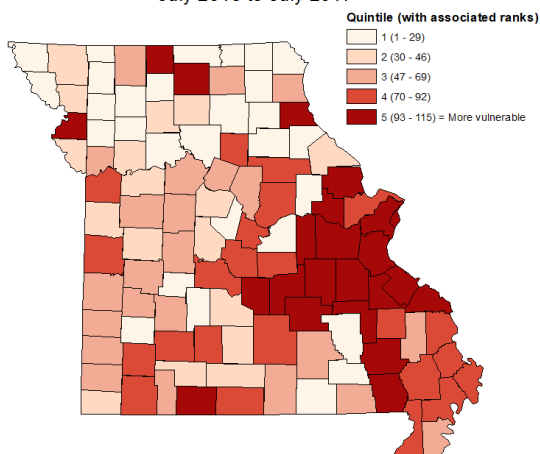 Quintile (with associated ranks)
1 (1 - 29)
2 (30 - 46)
3 (47 - 69)
4 (70 - 92)
5 (93 - 115) = More vulnerable